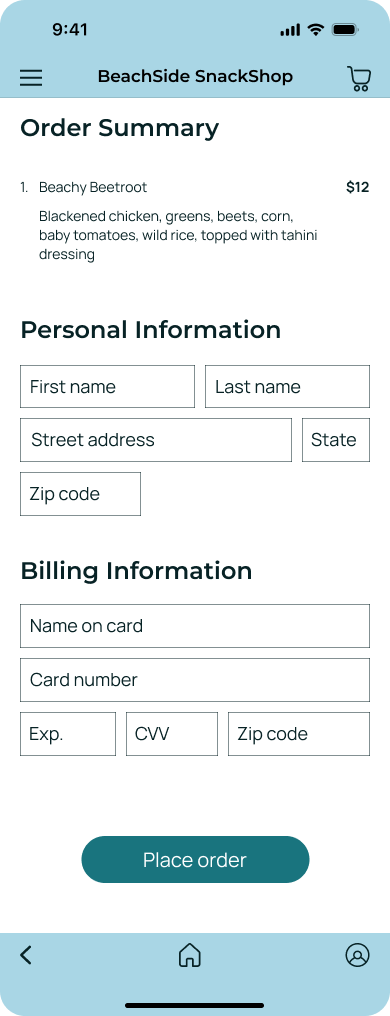 9:41
BeachSide SnackShop
Order Summary
1. Beachy Beetroot $12
Blackened chicken, greens, beets, corn,
baby tomatoes, wild rice, topped with tahini
dressing
Personal Information
First name Last name
Street address State
Zip code
Billing Information
Name on card
Card number
Exp. CVV Zip code
Place order